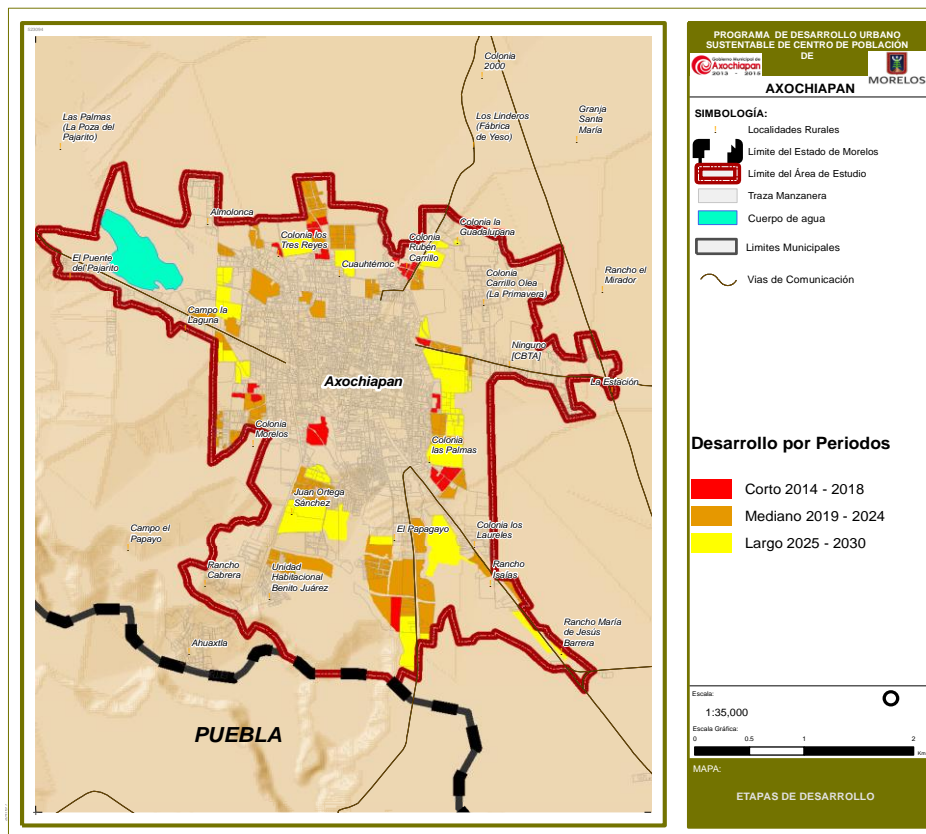 Colonia
2000
Las Palmas
(La Poza del
Pajarito)
Los Linderos
(Fábrica
de Yeso)
Granja
Santa
María
Almolonca
Colonia los
Tres Reyes
Colonia
Rubén
Carrillo
Colonia la
Guadalupana
El Puente
del Pajarito
Cuauhtémoc
Colonia
Carrillo Olea
(La Primavera)
Rancho el
Mirador
Campo la
Laguna
Ninguno
[CBTA]
Axochiapan
La Estación
Colonia
Morelos
Colonia
las Palmas
Juan Ortega
Sánchez
Campo el
Papayo
El Papagayo
Colonia los
Laureles
Rancho
Cabrera
Unidad
Habitacional
Benito Juárez
Rancho
Isaías
Ahuaxtla
Rancho María
de Jesús
Barrera
PUEBLA
PROGRAMA DE DESARROLLO URBANO
SUSTENTABLE DE CENTRO DE POBLACIÓN
DE
Gobierno Municipal de
Axochiapan
2013 - 2015
MORELOS
AXOCHIAPAN
SIMBOLOGÍA:
Localidades Rurales
Límite del Estado de Morelos
Límite del Área de Estudio
Traza Manzanera
Cuerpo de agua
Limites Municipales
Vias de Comunicación
Desarrollo por Periodos
Corto 2014 - 2018
Mediano 2019 - 2024
Largo 2025 - 2030
Escala:
1:35,000
Escala Gráfica:
0 0.5 1 2
Km
MAPA:
ETAPAS DE DESARROLLO